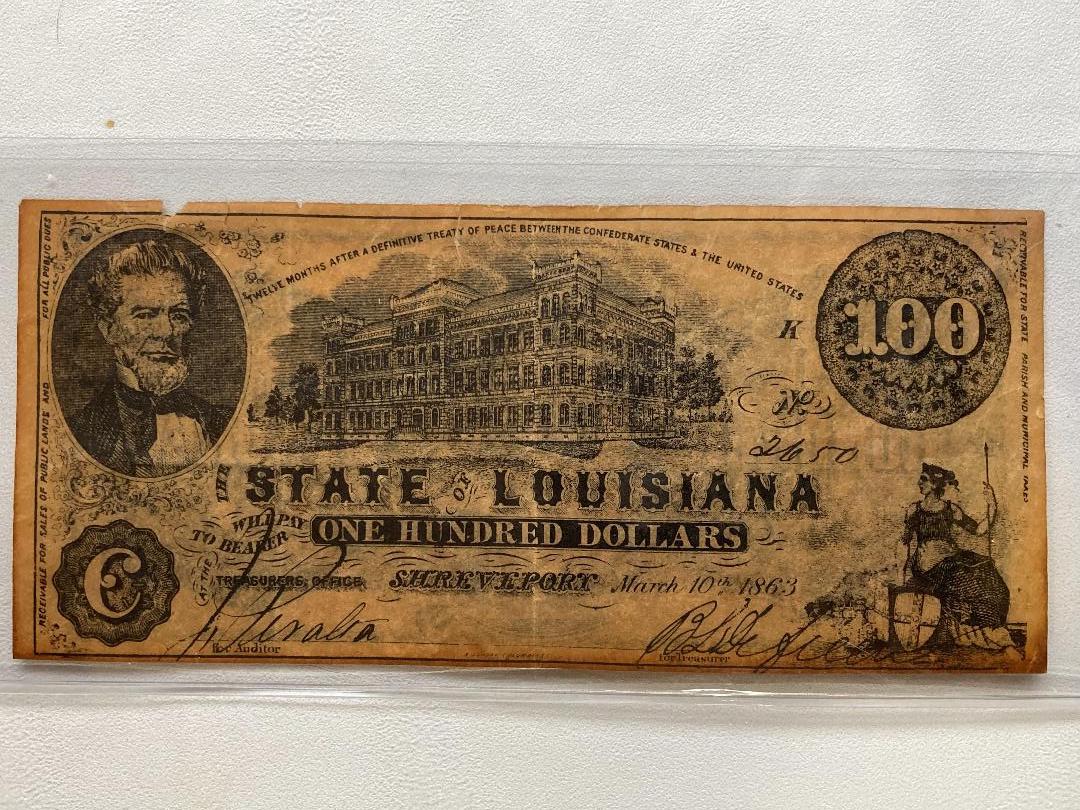 TWELVE MONTHS AFTER A DEFINITIVE TREATY OF PEACE BETWEEN THE CONFEDERATE STATES & THE UNITED STATES
FOR ALL PUBLIC DUES
RECEIVABLE FOR SALES OF PUBLIC LANDS AND
RECEIVABLE FOR STATE PARISH AND MUNICIPAL TAXES
K
100
No
2650
THE STATE OF LOUISIANA
WILL PAY TO BEARER
ONE HUNDRED DOLLARS
C
AT THE TREASURERS, OFFICE, SHREVEPORT March 10th 1863
Peralta
For Auditor
for Treasurer